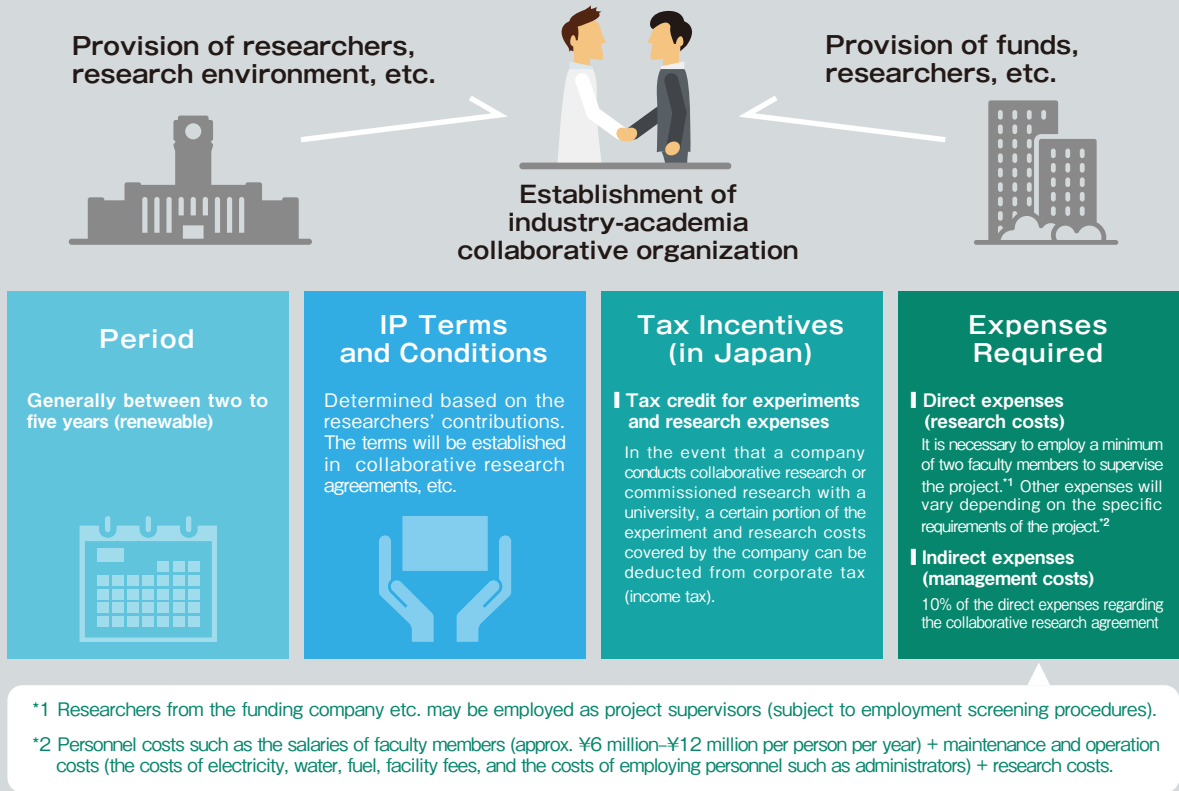 Provision of researchers,
research environment, etc.
Provision of funds,
researchers, etc.
Establishment of
industry-academia
collaborative organization
Period
Generally between two to
five years (renewable)
IP Terms
and Conditions
Determined based on the
researchers' contributions.
The terms will be established
in collaborative research
agreements, etc.
Tax Incentives
(in Japan)
Tax credit for experiments
and research expenses
In the event that a company
conducts collaborative research or
commissioned research with a
university, a certain portion of the
experiment and research costs
covered by the company can be
deducted from corporate tax
(income tax).
Expenses
Required
Direct expenses
(research costs)
It is necessary to employ a minimum
of two faculty members to supervise
the project.*1 Other expenses will
vary depending on the specific
requirements of the project.*2
Indirect expenses
(management costs)
10% of the direct expenses regarding
the collaborative research agreement
*1 Researchers from the funding company etc. may be employed as project supervisors (subject to employment screening procedures).
*2 Personnel costs such as the salaries of faculty members (approx. ¥6 million–¥12 million per person per year) + maintenance and operation
costs (the costs of electricity, water, fuel, facility fees, and the costs of employing personnel such as administrators) + research costs.